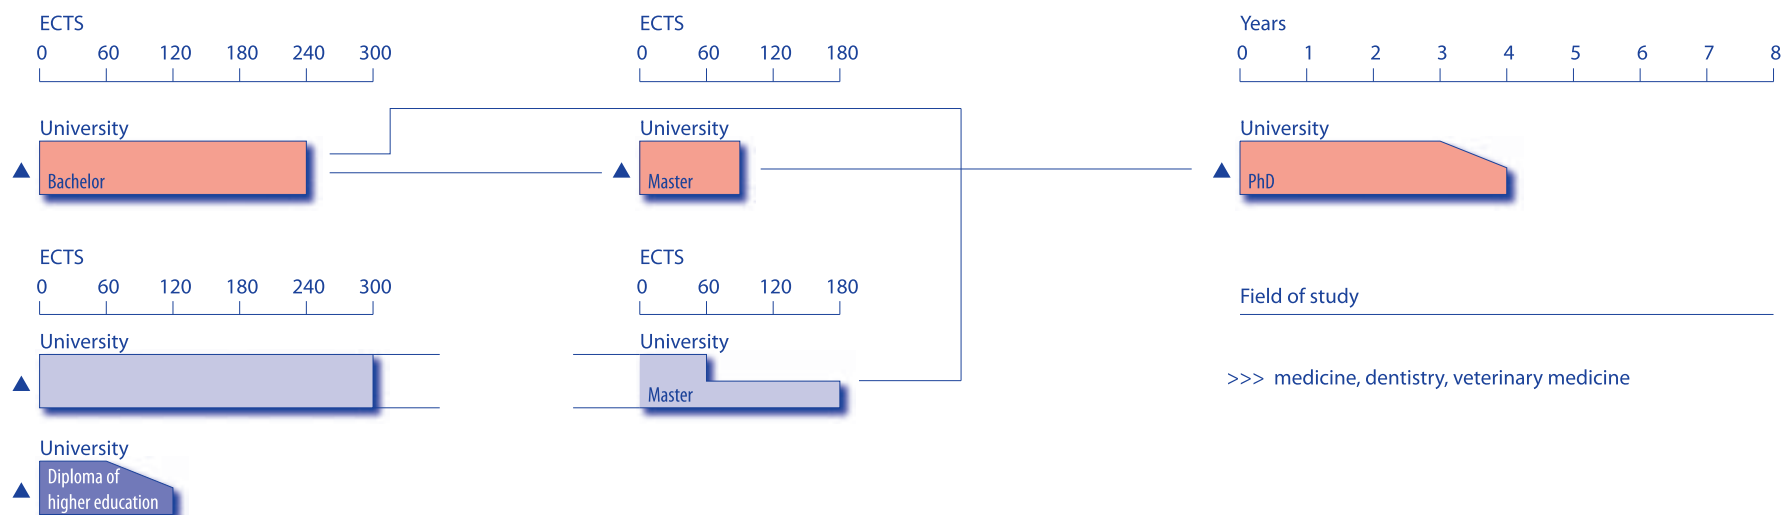 ECTS
0 60 120 180 240 300
ECTS
0 60 120 180
Years
0 1 2 3 4 5 6 7 8
University
Bachelor
University
Master
University
PhD
ECTS
0 60 120 180 240 300
ECTS
0 60 120 180
Field of study
University
University
Master
>>> medicine, dentistry, veterinary medicine
University
Diploma of
higher education